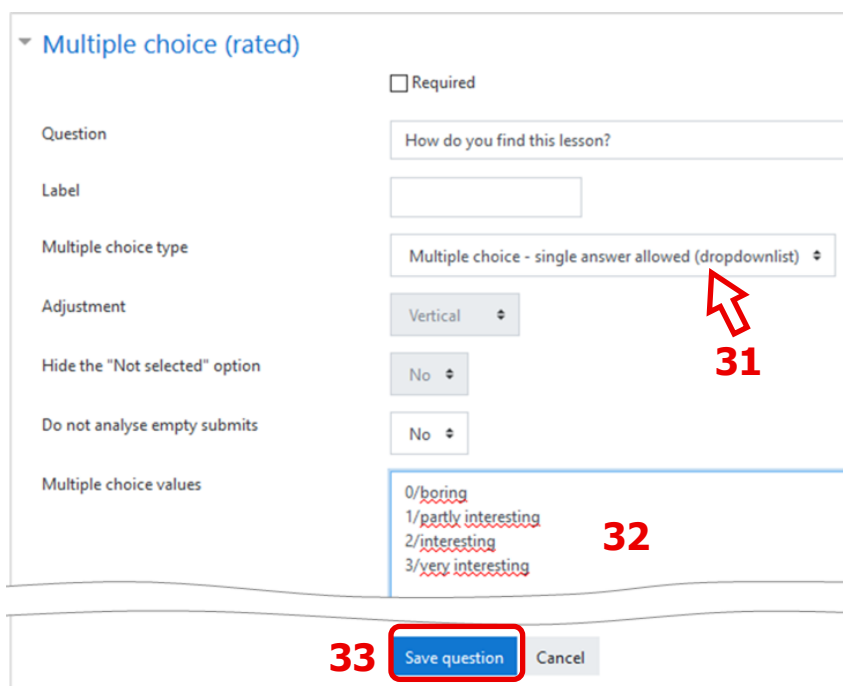 Multiple choice (rated)
Required
Question
How do you find this lesson?
Label
Multiple choice type
Multiple choice - single answer allowed (dropdownlist)
31
Adjustment
Vertical
Hide the "Not selected" option
No
Do not analyse empty submits
No
Multiple choice values
0/boring
1/partly interesting
2/interesting
3/very interesting
32
33
Save question
Cancel